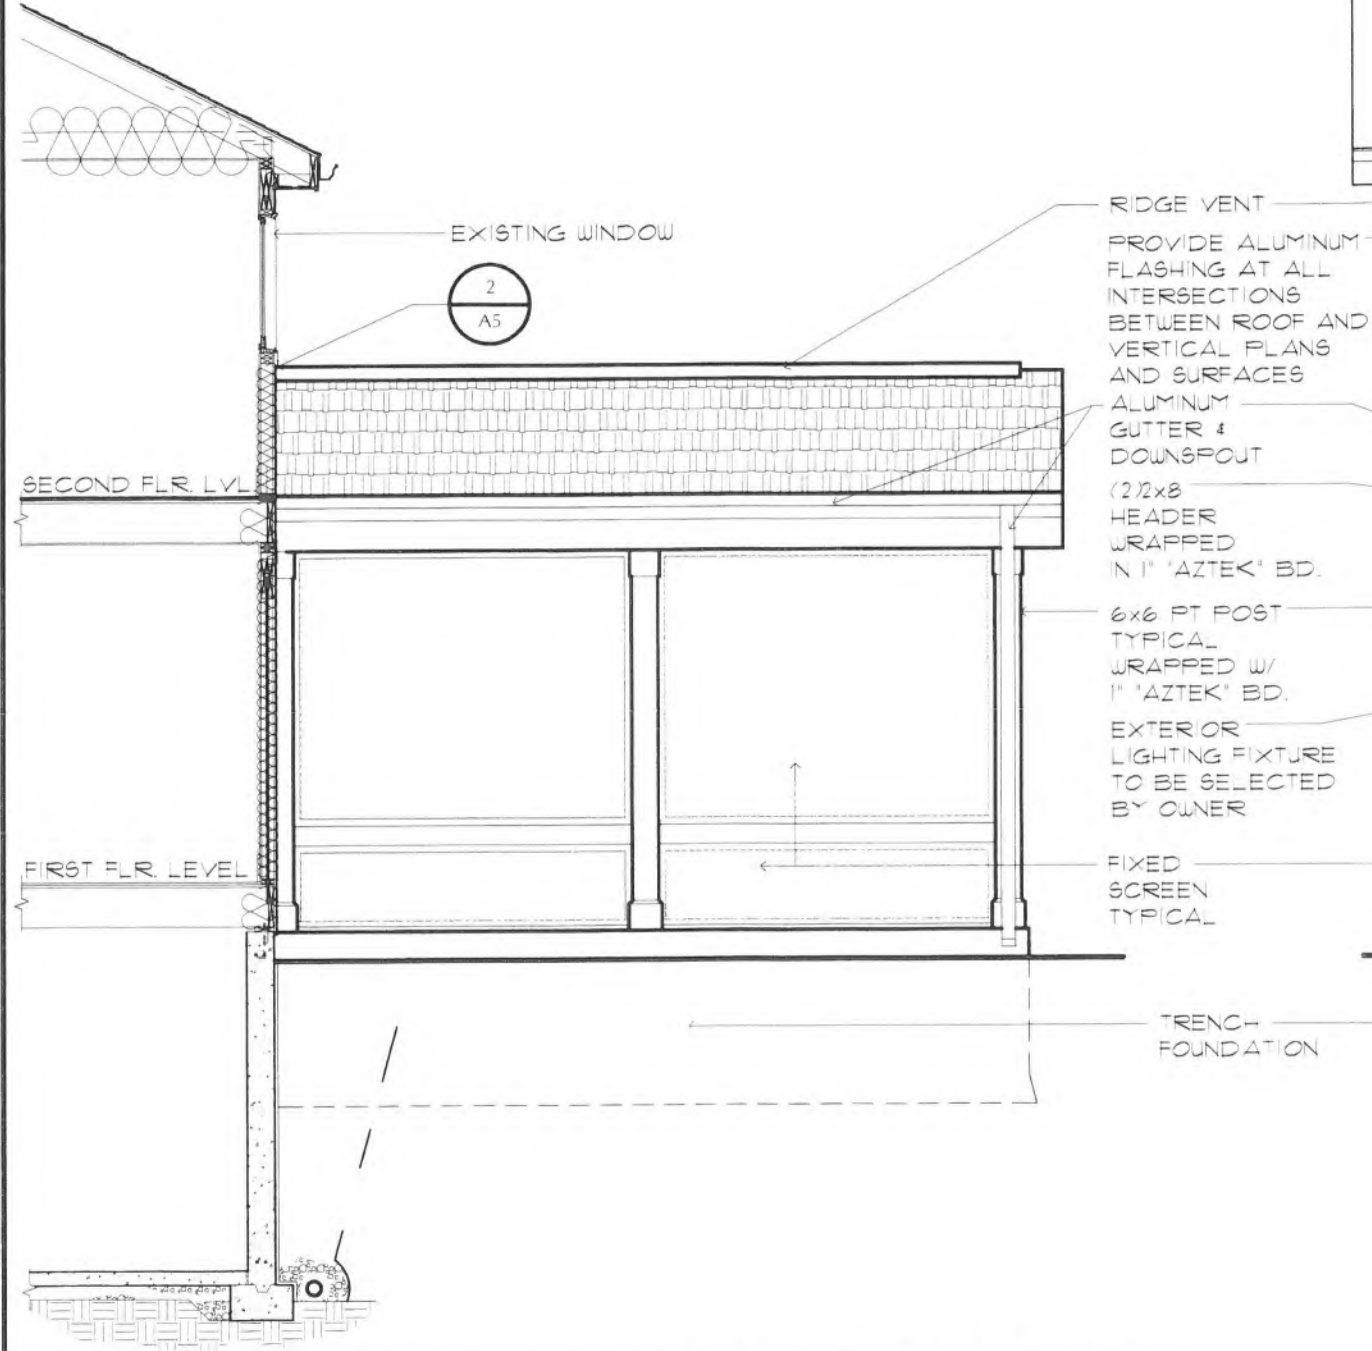 RIDGE VENT
EXISTING WINDOW
PROVIDE ALUMINUM
FLASHING AT ALL
INTERSECTIONS
BETWEEN ROOF AND
VERTICAL PLANS
AND SURFACES
2
A5
ALUMINUM
GUTTER &
DOWNSPOUT
SECOND FLR. LVL
(2)2x8
HEADER
WRAPPED
IN 1" "AZTEK" BD.
6x6 PT POST
TYPICAL
WRAPPED W/
1" "AZTEK" BD.
EXTERIOR
LIGHTING FIXTURE
TO BE SELECTED
BY OWNER
FIRST FLR. LEVEL
FIXED
SCREEN
TYPICAL
TRENCH
FOUNDATION